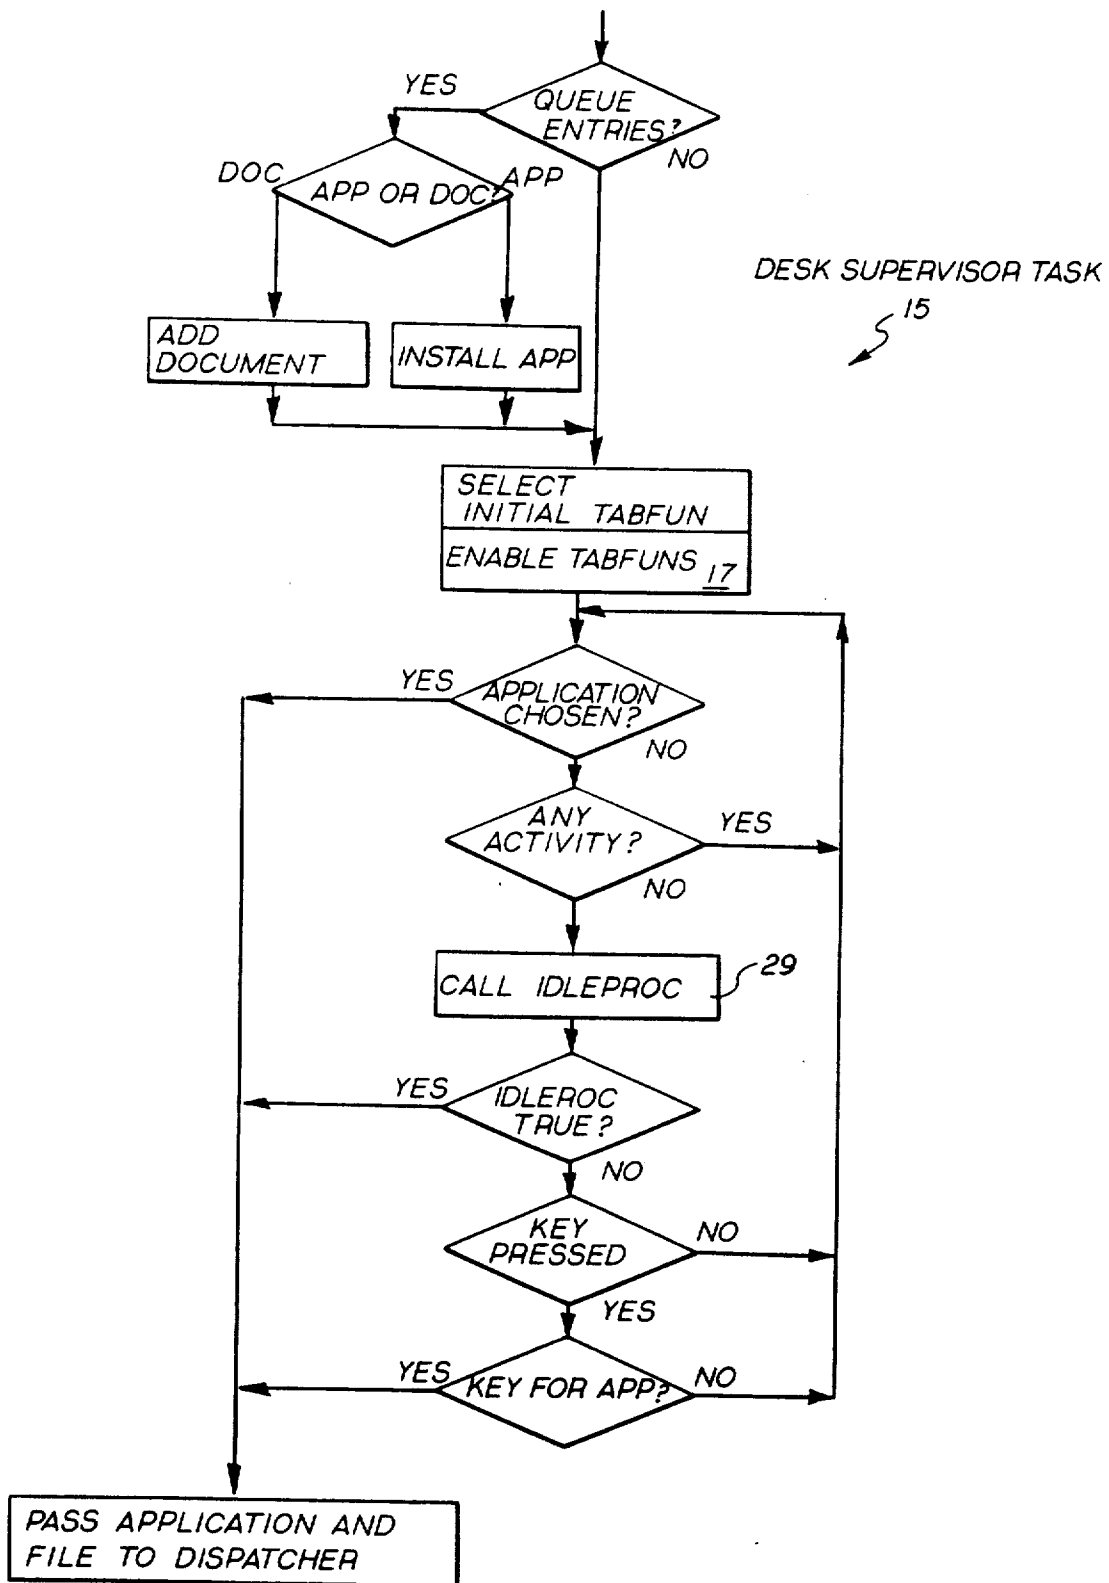 YES
QUEUE
ENTRIES?
NO
DOC
APP OR DOC?
APP
DESK SUPERVISOR TASK
15
ADD
DOCUMENT
INSTALL APP
SELECT
INITIAL TABFUN
ENABLE TABFUNS 17
YES
APPLICATION
CHOSEN?
NO
ANY
ACTIVITY?
YES
NO
CALL IDLEPROC
29
YES
IDLEROC
TRUE?
NO
KEY
PRESSED
NO
YES
YES
KEY FOR APP?
NO
PASS APPLICATION AND
FILE TO DISPATCHER